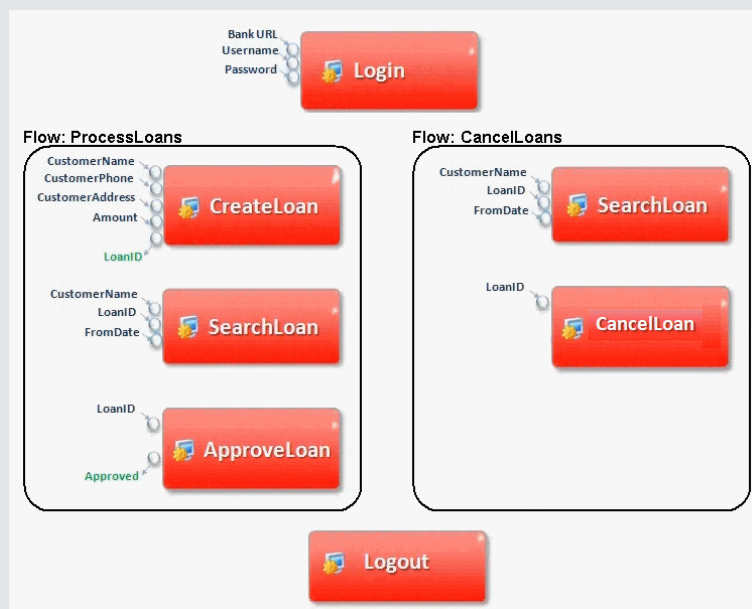 Bank URL
Username
Password
Login
Flow: ProcessLoans
CustomerName
CustomerPhone
CustomerAddress
Amount
LoanID
CreateLoan
CustomerName
LoanID
FromDate
SearchLoan
LoanID
Approved
ApproveLoan
Flow: CancelLoans
CustomerName
LoanID
FromDate
SearchLoan
LoanID
CancelLoan
Logout